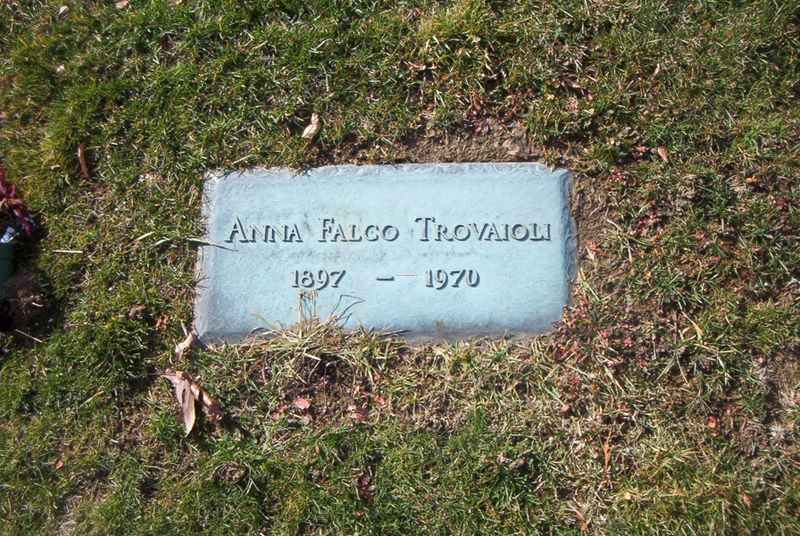 ANNA FALCO TROVAIOLI
1897 – 1970